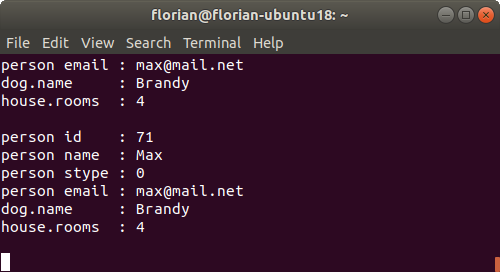 florian@florian-ubuntu18: ~
File Edit View Search Terminal Help
person email : max@mail.net
dog.name     : Brandy
house.rooms  : 4

person id    : 71
person name  : Max
person stype : 0
person email : max@mail.net
dog.name     : Brandy
house.rooms  : 4